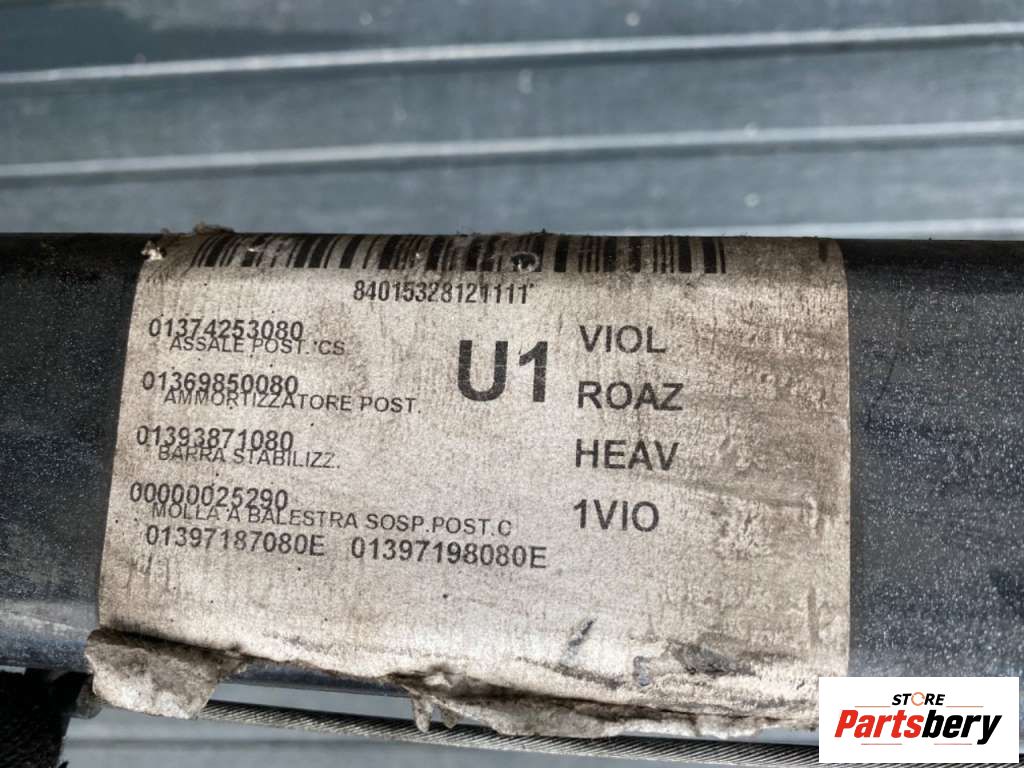 84015328121111
01374253080
ASSALE POST. CS
U1
VIOL
01369850080
AMMORTIZZATORE POST.
ROAZ
01393871080
BARRA STABILIZZ.
HEAV
00000025290
MOLLA A BALESTRA SOSP.POST.C
1VIO
01397187080E 01397198080E
STORE
Partsbery